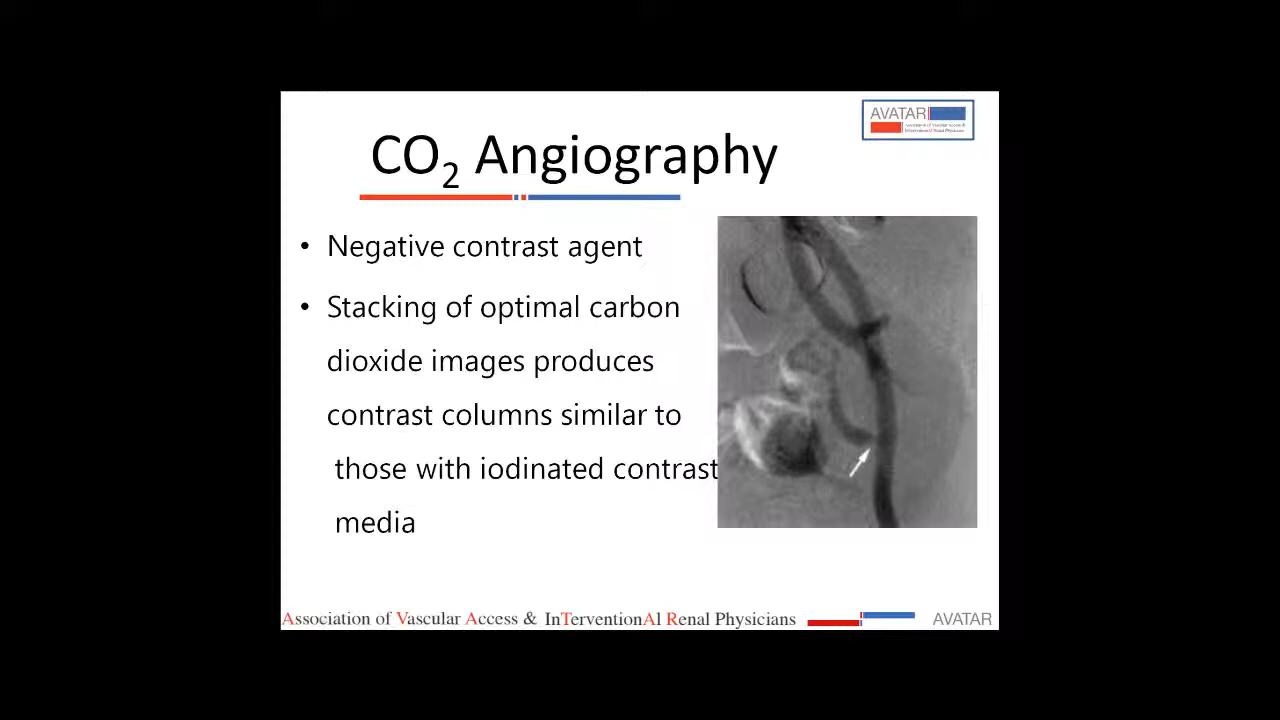 AVATAR
CO2 Angiography
• Negative contrast agent
• Stacking of optimal carbon
dioxide images produces
contrast columns similar to
those with iodinated contrast
media
Association of Vascular Access & InTerventionAl Renal Physicians
AVATAR